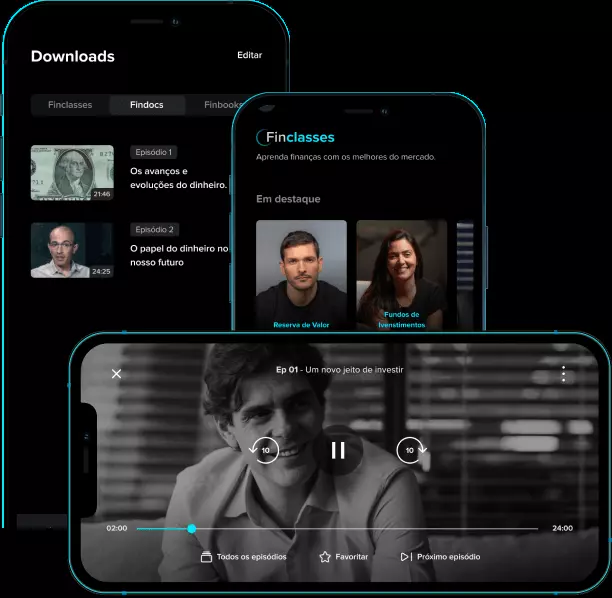 Downloads
Editar
Finclasses
Findocs
Finbooks
Episódio 1
Os avanços e
evoluções do dinheiro.
21:46
Episódio 2
O papel do dinheiro no
nosso futuro
24:25
Finclasses
Aprenda finanças com os melhores do mercado.
Em destaque
Reserva de Valor
Fundos de
Ivenstimentos
Ep 01 - Um novo jeito de investir
10
10
02:00
24:00
Todos os episódios
Favoritar
Próximo episódio